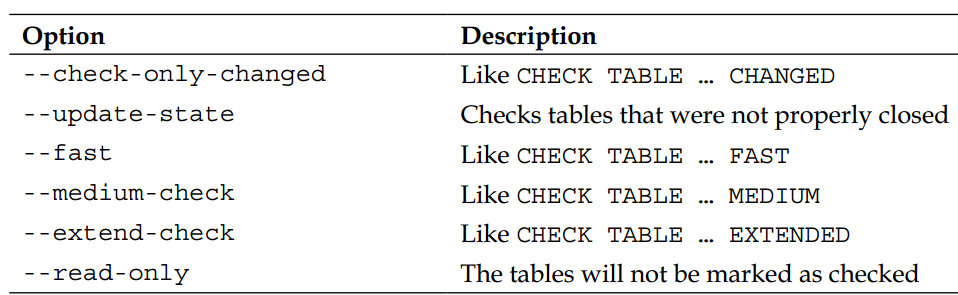 Option Description
--check-only-changed Like CHECK TABLE … CHANGED
--update-state Checks tables that were not properly closed
--fast Like CHECK TABLE … FAST
--medium-check Like CHECK TABLE … MEDIUM
--extend-check Like CHECK TABLE … EXTENDED
--read-only The tables will not be marked as checked